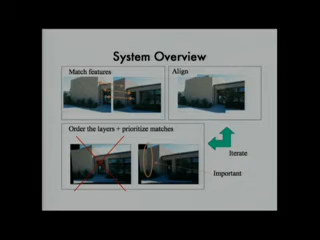 System Overview
Match features
Align
Order the layers + prioritize matches
Iterate
Important